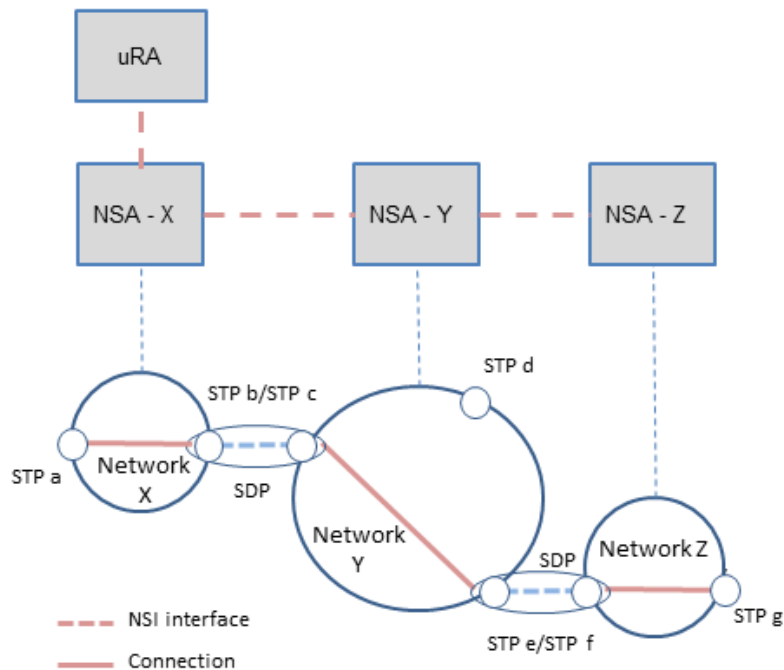 uRA
NSA - X
NSA - Y
NSA - Z
STP d
STP b/STP c
STP a
Network
X
SDP
Network
Y
SDP
Network Z
STP g
STP e/STP f
NSI interface
Connection